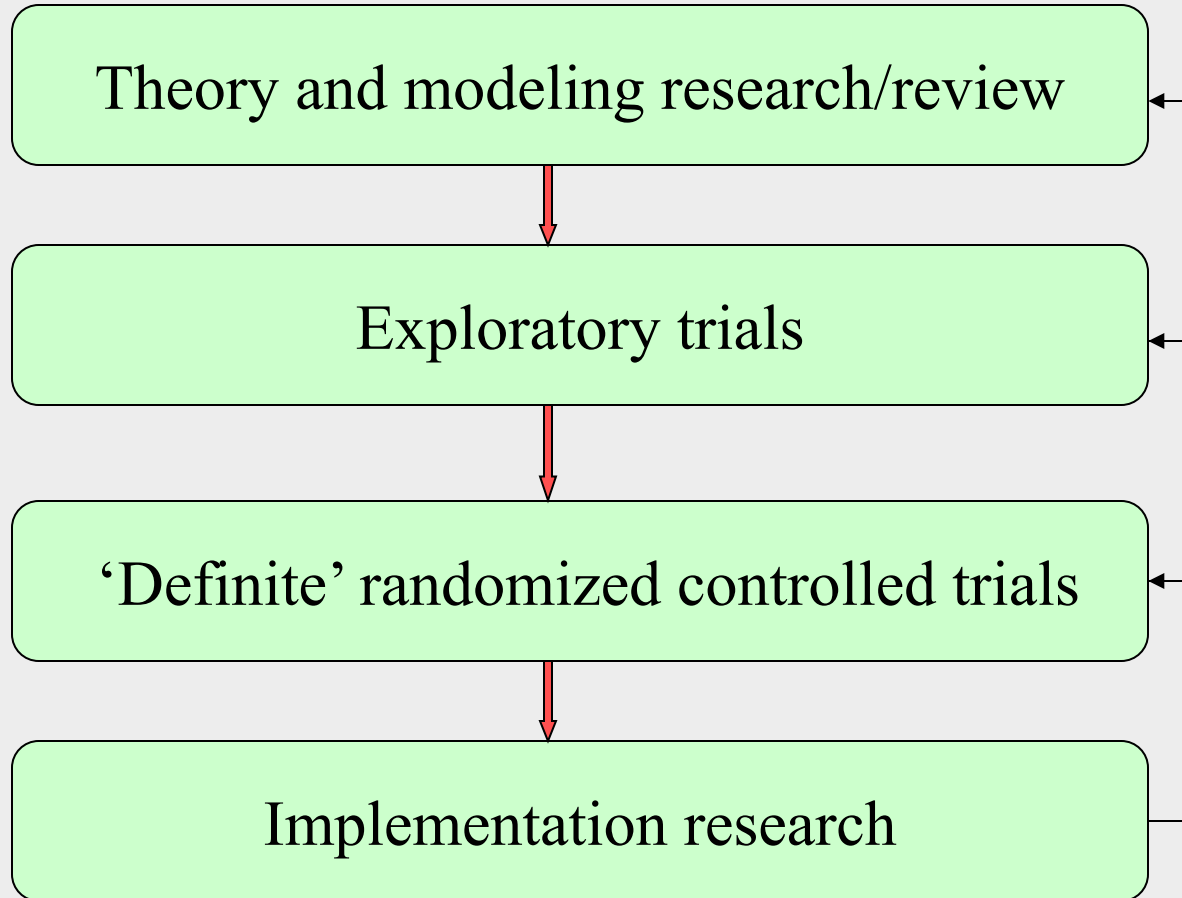 Theory and modeling research/review
Exploratory trials
‘Definite’ randomized controlled trials
Implementation research